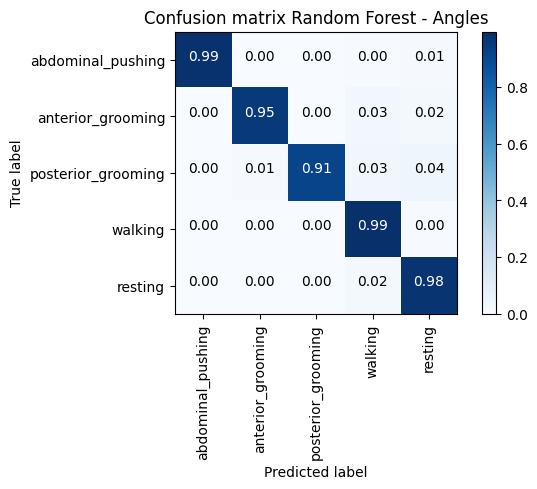 Confusion matrix Random Forest - Angles
True label
abdominal_pushing 0.99 0.00 0.00 0.00 0.01
anterior_grooming 0.00 0.95 0.00 0.03 0.02
posterior_grooming 0.00 0.01 0.91 0.03 0.04
walking 0.00 0.00 0.00 0.99 0.00
resting 0.00 0.00 0.00 0.02 0.98
abdominal_pushing
anterior_grooming
posterior_grooming
walking
resting
Predicted label
0.8
0.6
0.4
0.2
0.0